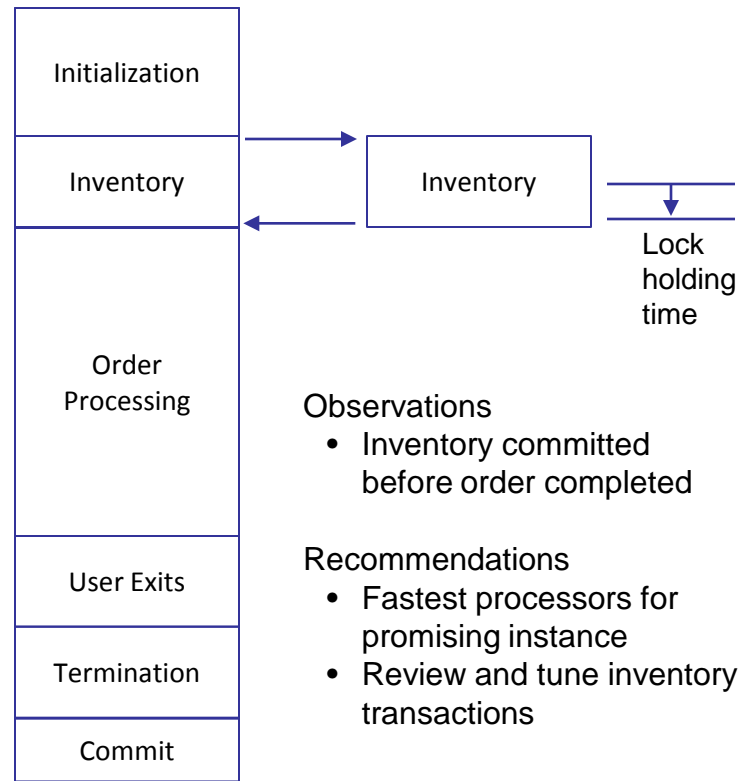 Initialization
Inventory
Inventory
Lock
holding
time
Order
Processing
Observations
• Inventory committed
before order completed
User Exits
Recommendations
• Fastest processors for
promising instance
• Review and tune inventory
transactions
Termination
Commit